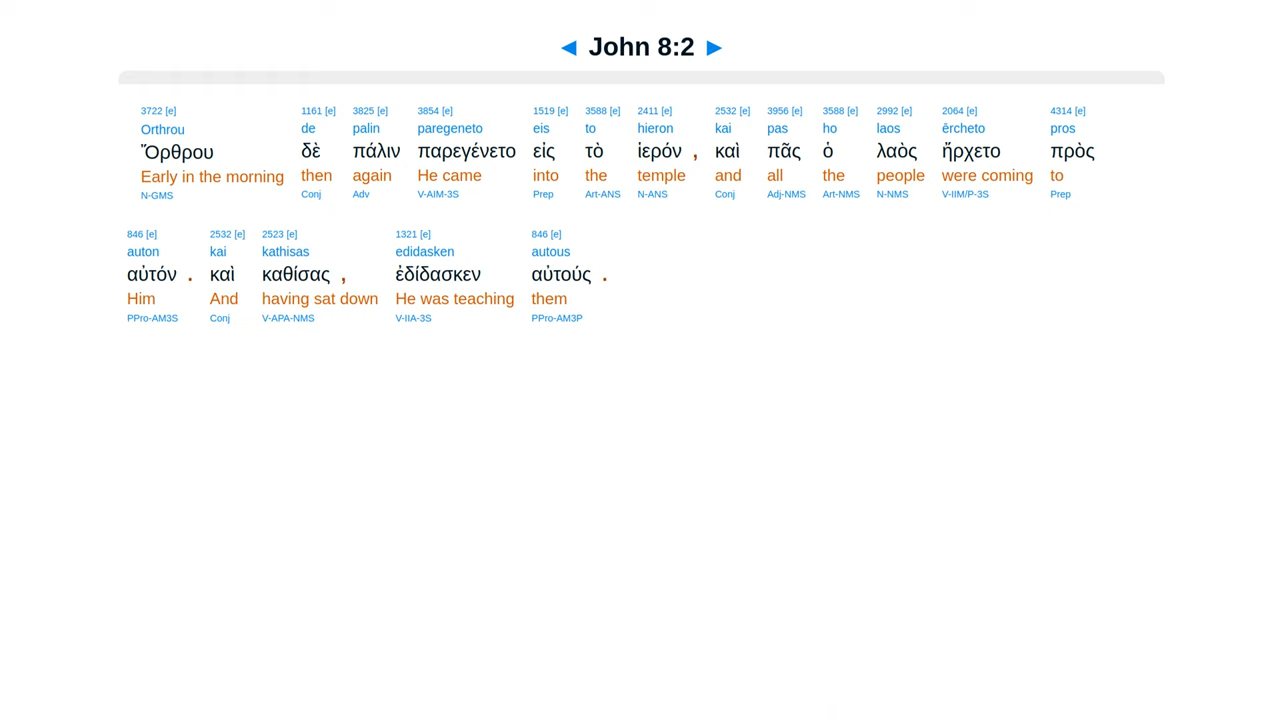 ◄ John 8:2 ►
3722 [e] 1161 [e] 3825 [e] 3854 [e] 1519 [e] 3588 [e] 2411 [e] 2532 [e] 3956 [e] 3588 [e] 2992 [e] 2064 [e] 4314 [e]
Orthrou de palin paregeneto eis to hieron kai pas ho laos ērcheto pros
Ὄρθρου δὲ πάλιν παρεγένετο εἰς τὸ ἱερόν , καὶ πᾶς ὁ λαὸς ἤρχετο πρὸς
Early in the morning then again He came into the temple and all the people were coming to
N-GMS Conj Adv V-AIM-3S Prep Art-ANS N-ANS Conj Adj-NMS Art-NMS N-NMS V-IIM/P-3S Prep
846 [e] 2532 [e] 2523 [e] 1321 [e] 846 [e]
auton kai kathisas edidasken autous
αὐτόν . καὶ καθίσας , ἐδίδασκεν αὐτούς .
Him And having sat down He was teaching them
PPro-AM3S Conj V-APA-NMS V-IIA-3S PPro-AM3P